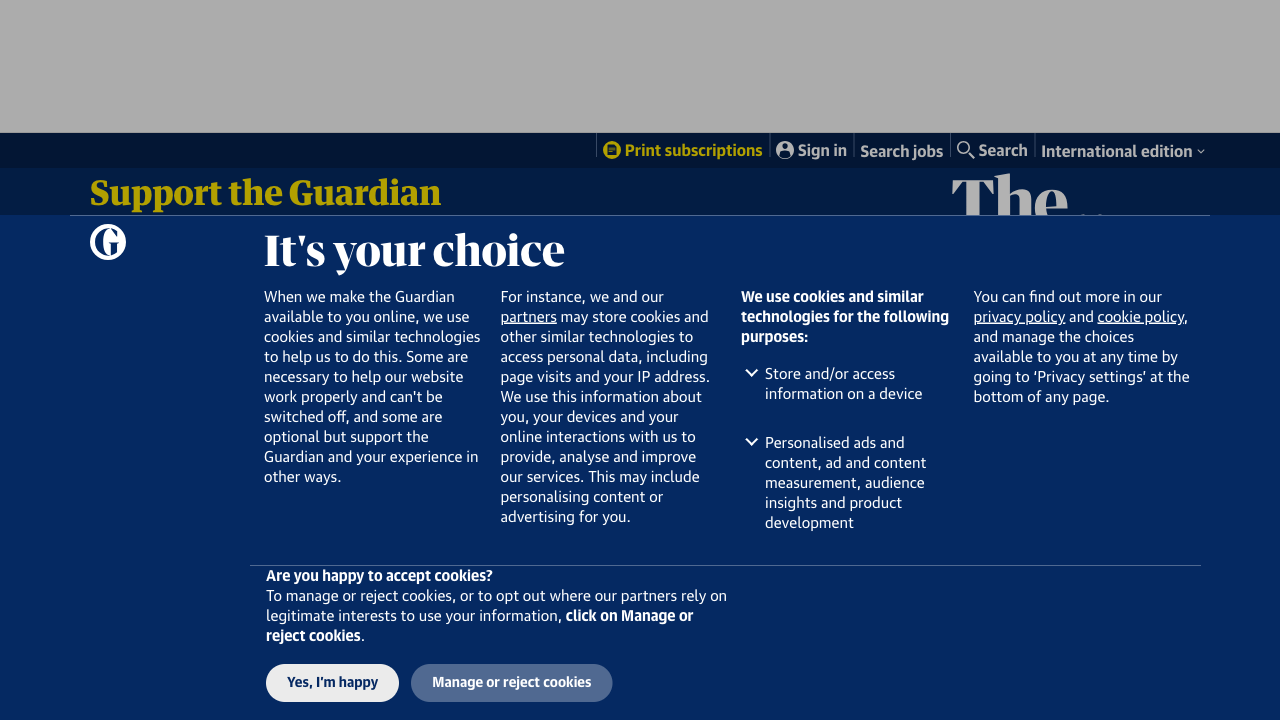 Print subscriptions
Sign in
Search jobs
Search
International edition
Support the Guardian
The
It's your choice
When we make the Guardian
available to you online, we use
cookies and similar technologies
to help us to do this. Some are
necessary to help our website
work properly and can't be
switched off, and some are
optional but support the
Guardian and your experience in
other ways.
For instance, we and our
partners may store cookies and
other similar technologies to
access personal data, including
page visits and your IP address.
We use this information about
you, your devices and your
online interactions with us to
provide, analyse and improve
our services. This may include
personalising content or
advertising for you.
We use cookies and similar
technologies for the following
purposes:
Store and/or access
information on a device
Personalised ads and
content, ad and content
measurement, audience
insights and product
development
You can find out more in our
privacy policy and cookie policy,
and manage the choices
available to you at any time by
going to ‘Privacy settings’ at the
bottom of any page.
Are you happy to accept cookies?
To manage or reject cookies, or to opt out where our partners rely on
legitimate interests to use your information, click on Manage or
reject cookies.
Yes, I’m happy
Manage or reject cookies